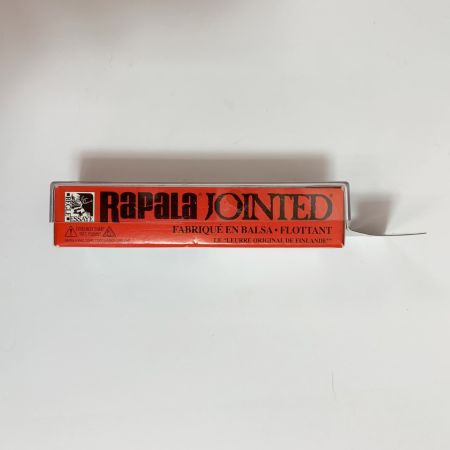 RAPALA JOINTED
FABRIQUÉ EN BALSA • FLOTTANT
LE "LEURRE ORIGINAL DE FINLANDE"